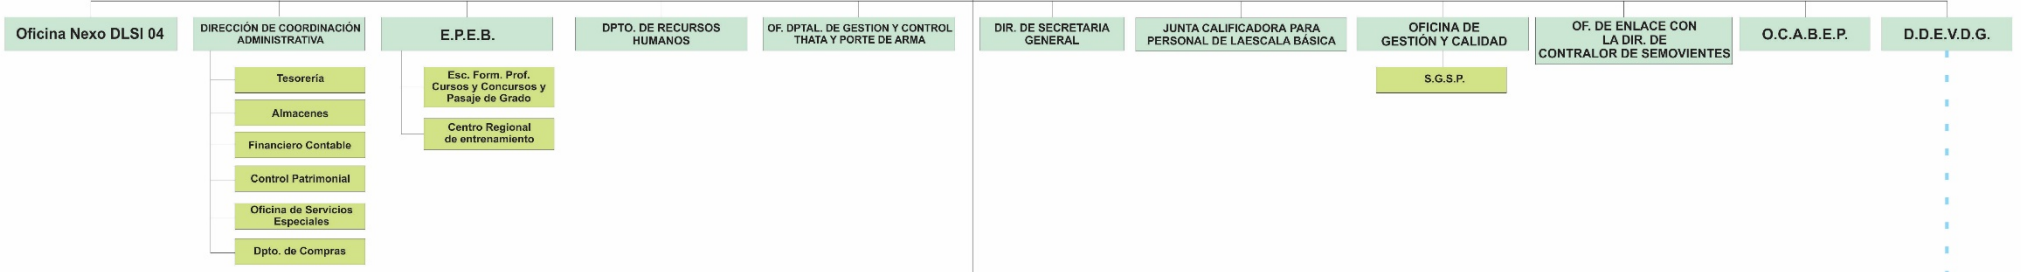 Oficina Nexo DLSI 04
DIRECCIÓN DE COORDINACIÓN
ADMINISTRATIVA
E.P.E.B.
DPTO. DE RECURSOS
HUMANOS
OF. DPTAL. DE GESTION Y CONTROL
THATA Y PORTE DE ARMA
DIR. DE SECRETARIA
GENERAL
JUNTA CALIFICADORA PARA
PERSONAL DE LAESCALA BÁSICA
OFICINA DE
GESTIÓN Y CALIDAD
OF. DE ENLACE CON
LA DIR. DE
CONTRALOR DE SEMOVIENTES
O.C.A.B.E.P.
D.D.E.V.D.G.
Tesorería
Almacenes
Financiero Contable
Control Patrimonial
Oficina de Servicios
Especiales
Dpto. de Compras
Esc. Form. Prof.
Cursos y Concursos y
Pasaje de Grado
Centro Regional
de entrenamiento
S.G.S.P.